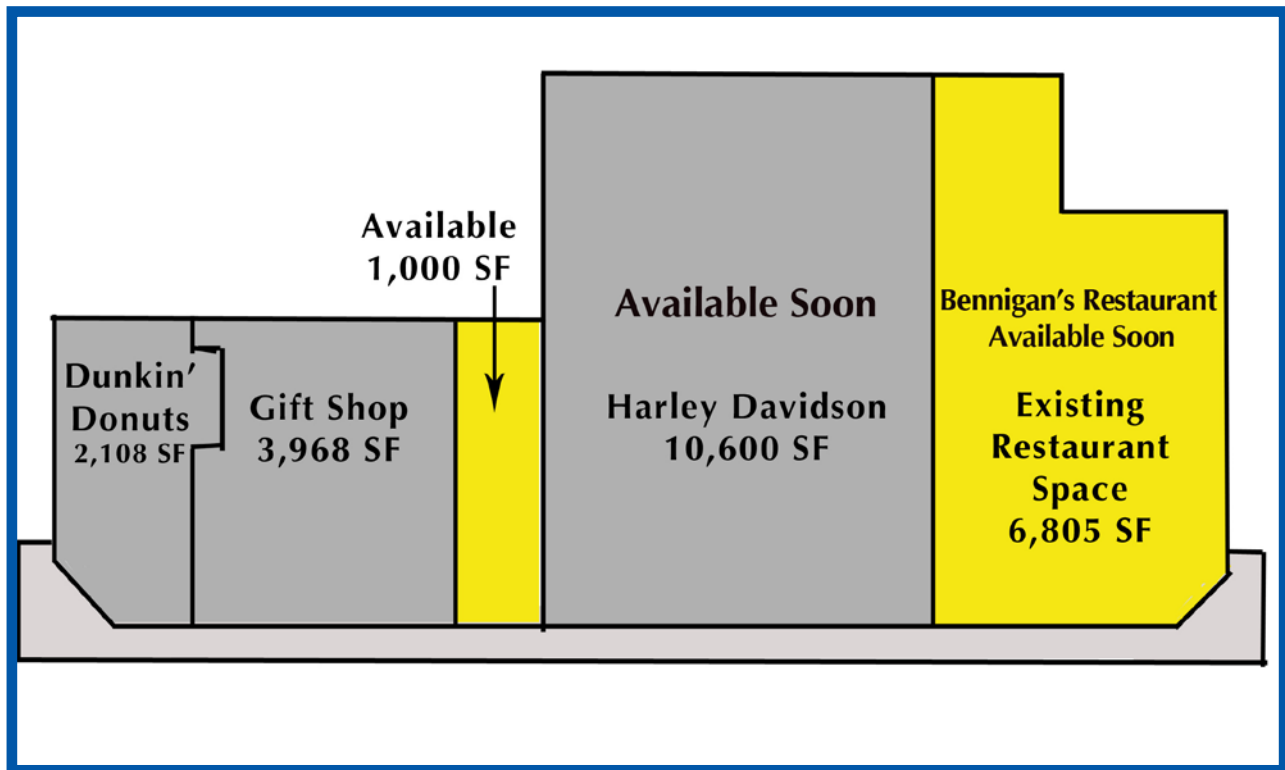 Dunkin'
Donuts
2,108 SF
Gift Shop
3,968 SF
Available
1,000 SF
Available Soon
Harley Davidson
10,600 SF
Bennigan's Restaurant
Available Soon
Existing
Restaurant
Space
6,805 SF